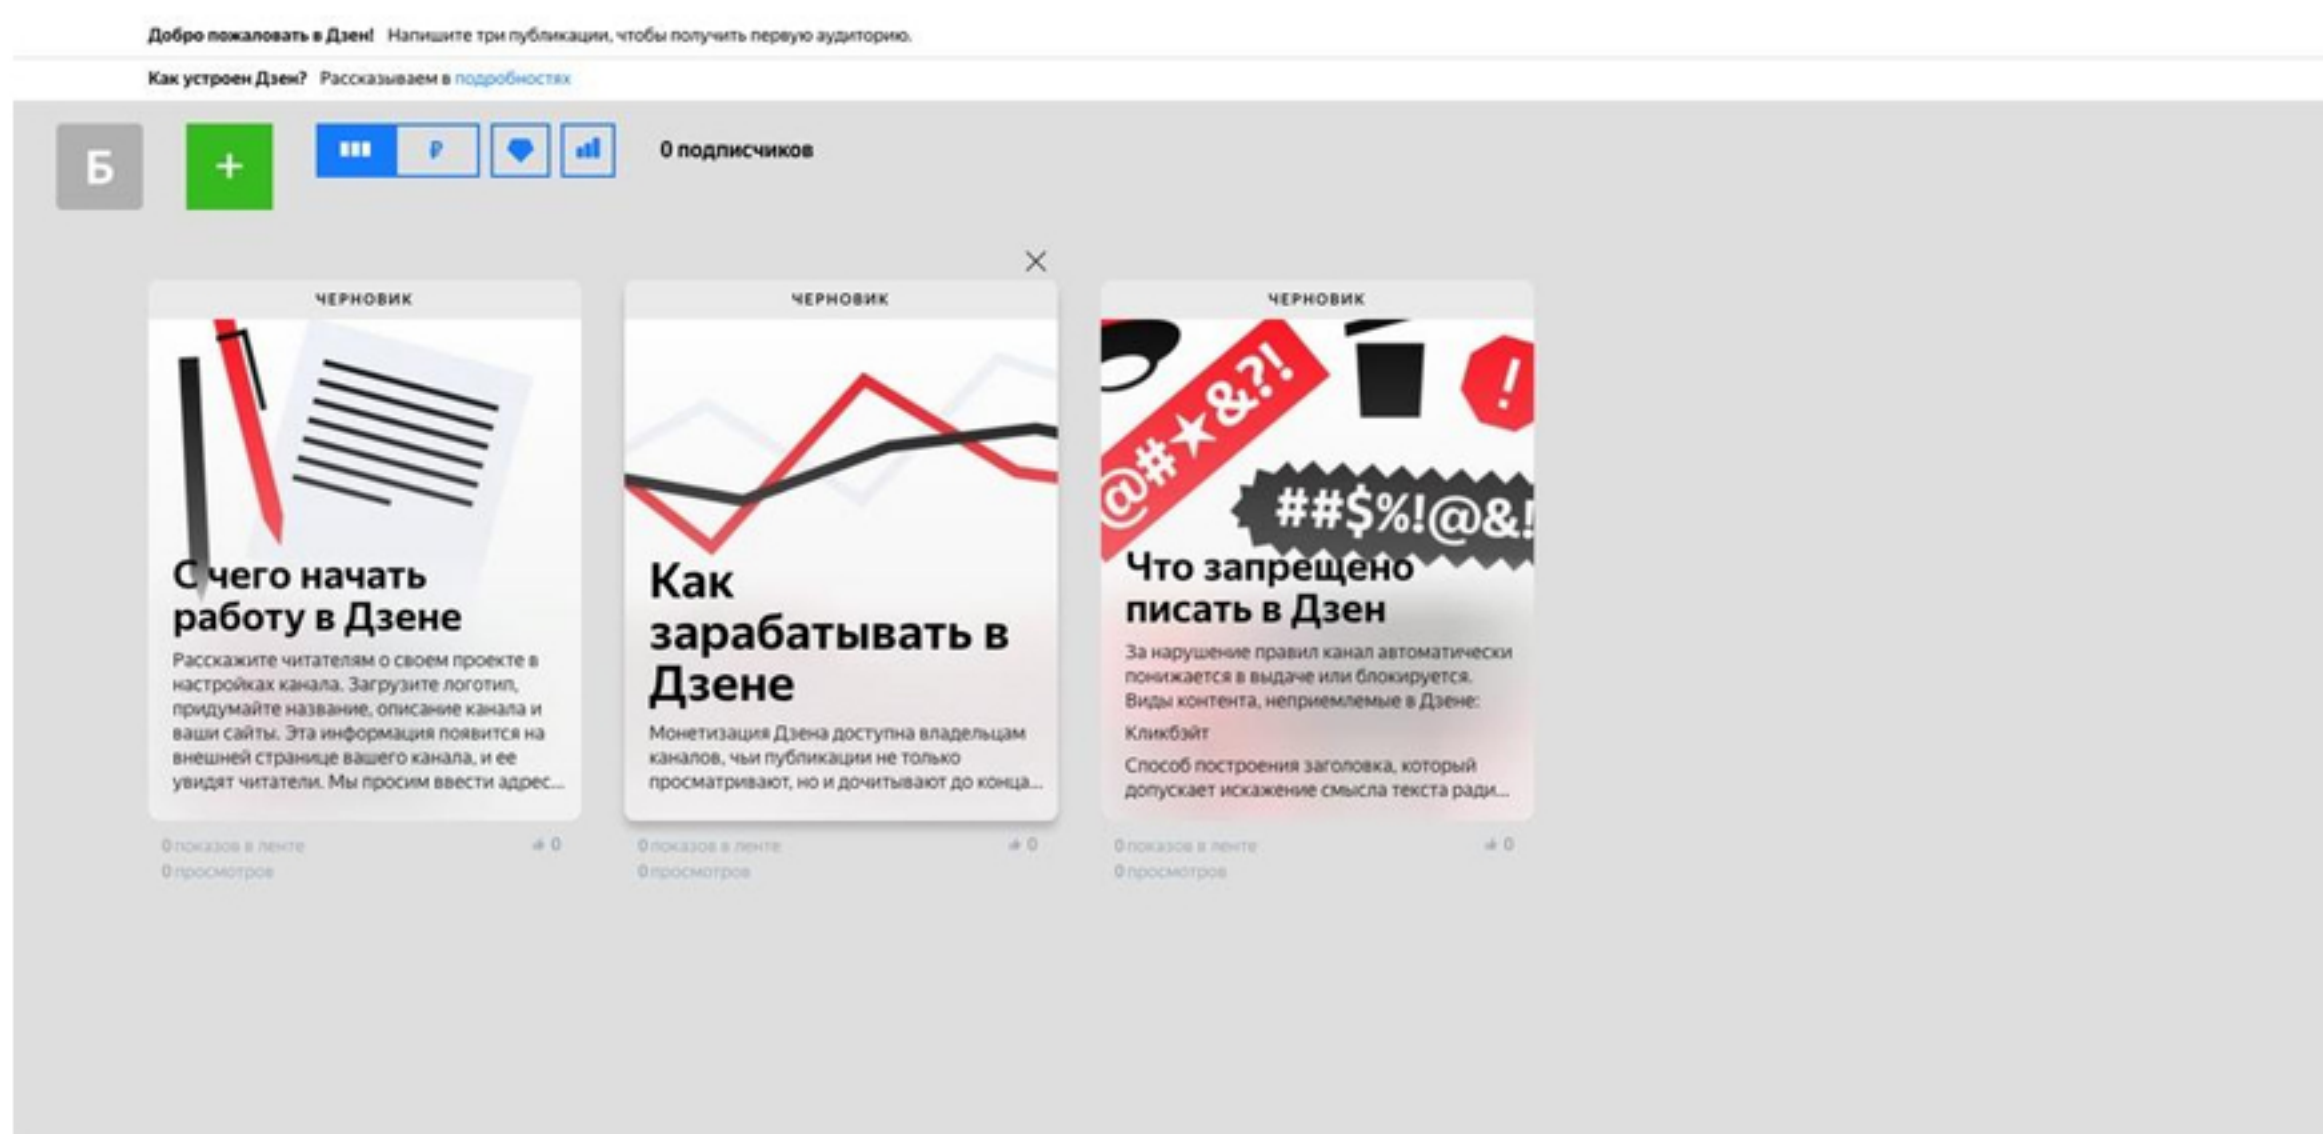 Добро пожаловать в Дзен! Напишите три публикации, чтобы получить первую аудиторию.
Как устроен Дзен? Рассказываем в подробностях
Б
+
₽
0 подписчиков
ЧЕРНОВИК
С чего начать
работу в Дзене
Расскажите читателям о своем проекте в
настройках канала. Загрузите логотип,
придумайте название, описание канала и
ваши сайты. Эта информация появится на
внешней странице вашего канала, и ее
увидят читатели. Мы просим ввести адрес...
0 показов в ленте
0
0 просмотров
ЧЕРНОВИК
Как
зарабатывать в
Дзене
Монетизация Дзена доступна владельцам
каналов, чьи публикации не только
просматривают, но и дочитывают до конца...
0 показов в ленте
0
0 просмотров
ЧЕРНОВИК
@#★&?!
!
##$%!@&!
Что запрещено
писать в Дзен
За нарушение правил канал автоматически
понижается в выдаче или блокируется.
Виды контента, неприемлемые в Дзене:
Кликбэйт
Способ построения заголовка, который
допускает искажение смысла текста ради...
0 показов в ленте
0
0 просмотров